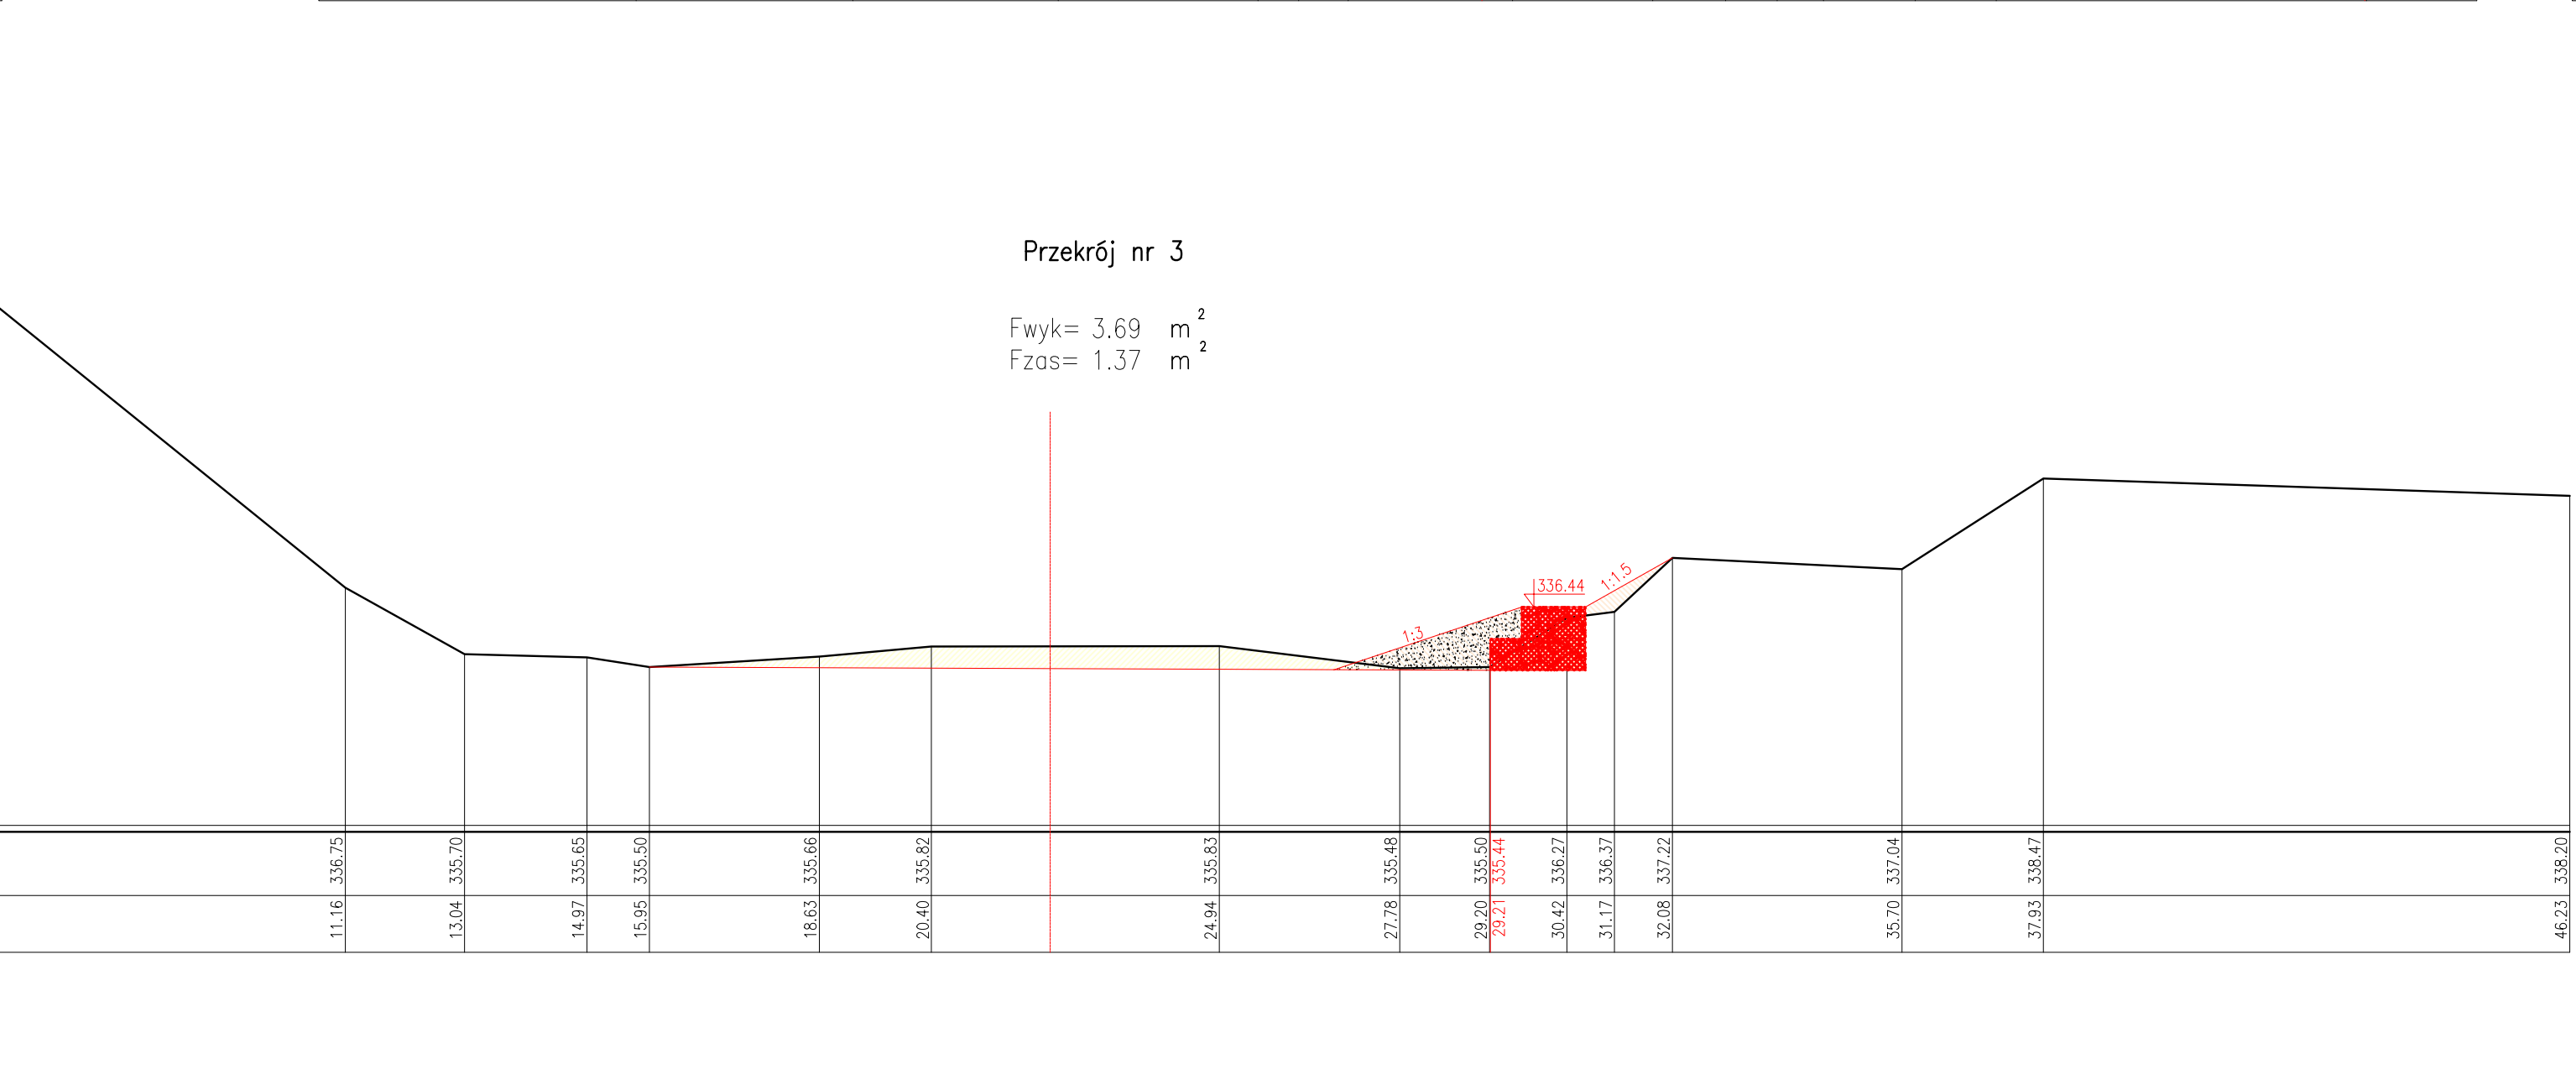 Przekrój nr 3
Fwyk= 3.69 m²
Fzas= 1.37 m²
336.44
1:1.5
1:3
336.75 335.70 335.65 335.50 335.66 335.82 335.83 335.48 335.50 335.44 336.27 336.37 337.22 337.04 338.47 338.20
11.16 13.04 14.97 15.95 18.63 20.40 24.94 27.78 29.20 29.21 30.42 31.17 32.08 35.70 37.93 46.23